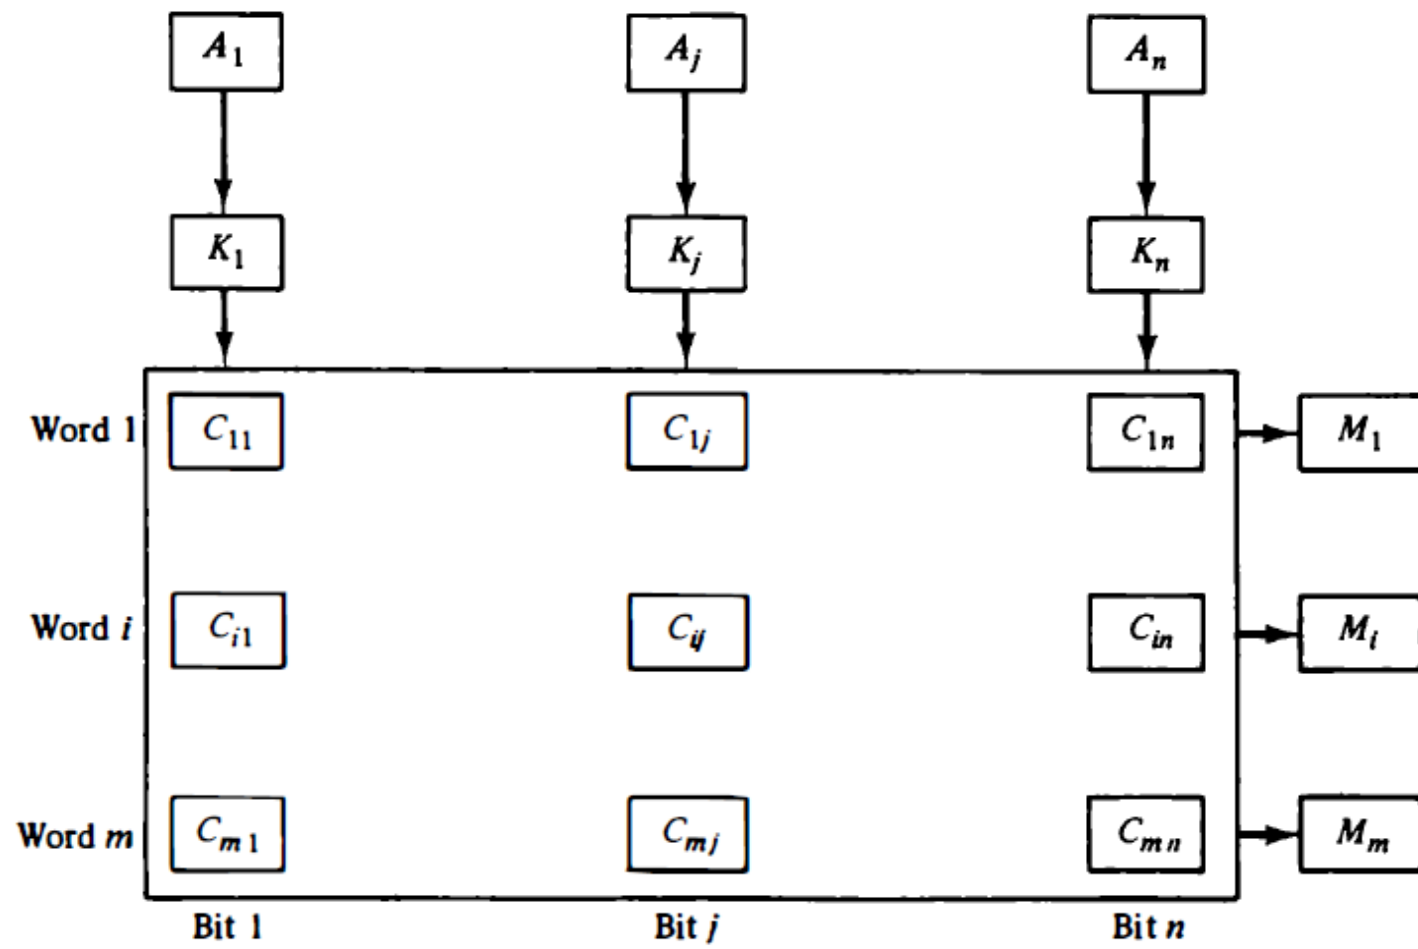 A₁ Aⱼ Aₙ
K₁ Kⱼ Kₙ
Word 1 C₁₁ C₁ⱼ C₁ₙ M₁
Word i Cᵢ₁ Cᵢⱼ Cᵢₙ Mᵢ
Word m Cₘ₁ Cₘⱼ Cₘₙ Mₘ
Bit 1 Bit j Bit n